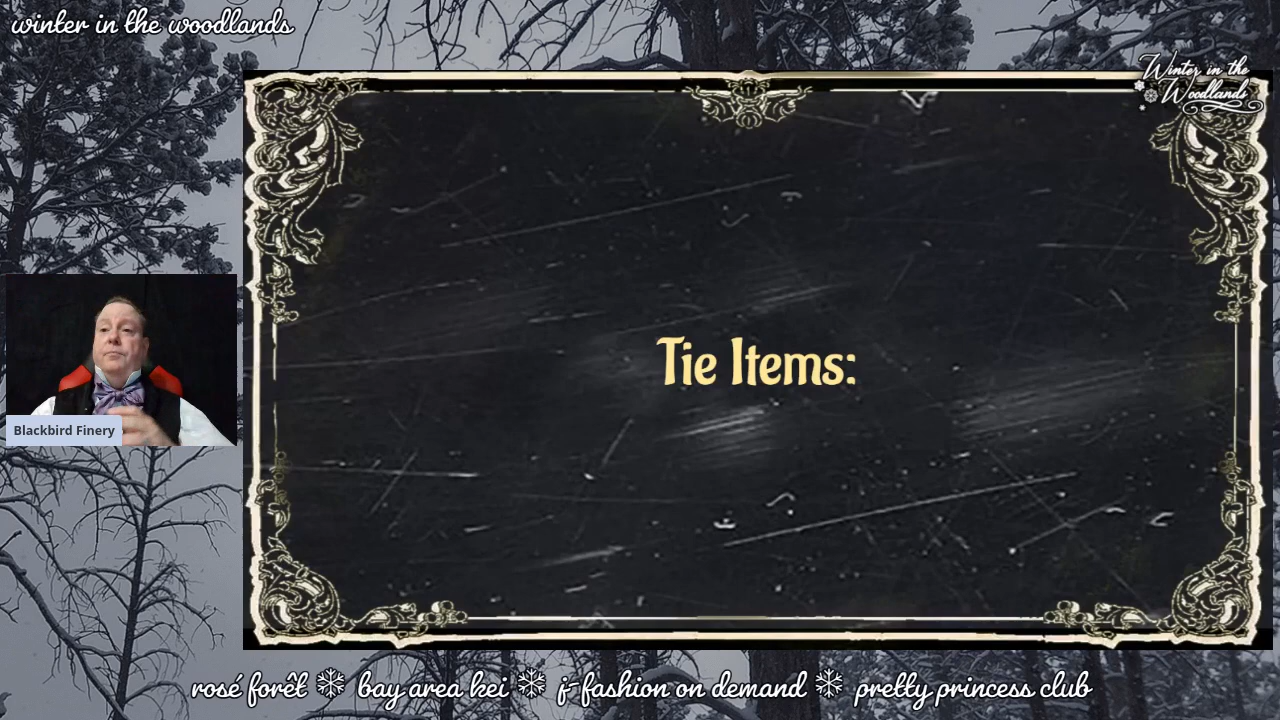 winter in the woodlands
Winter in the
Woodlands
Tie Items:
Blackbird Finery
rosé forêt ❄ bay area kei ❄ j-fashion on demand ❄ pretty princess club